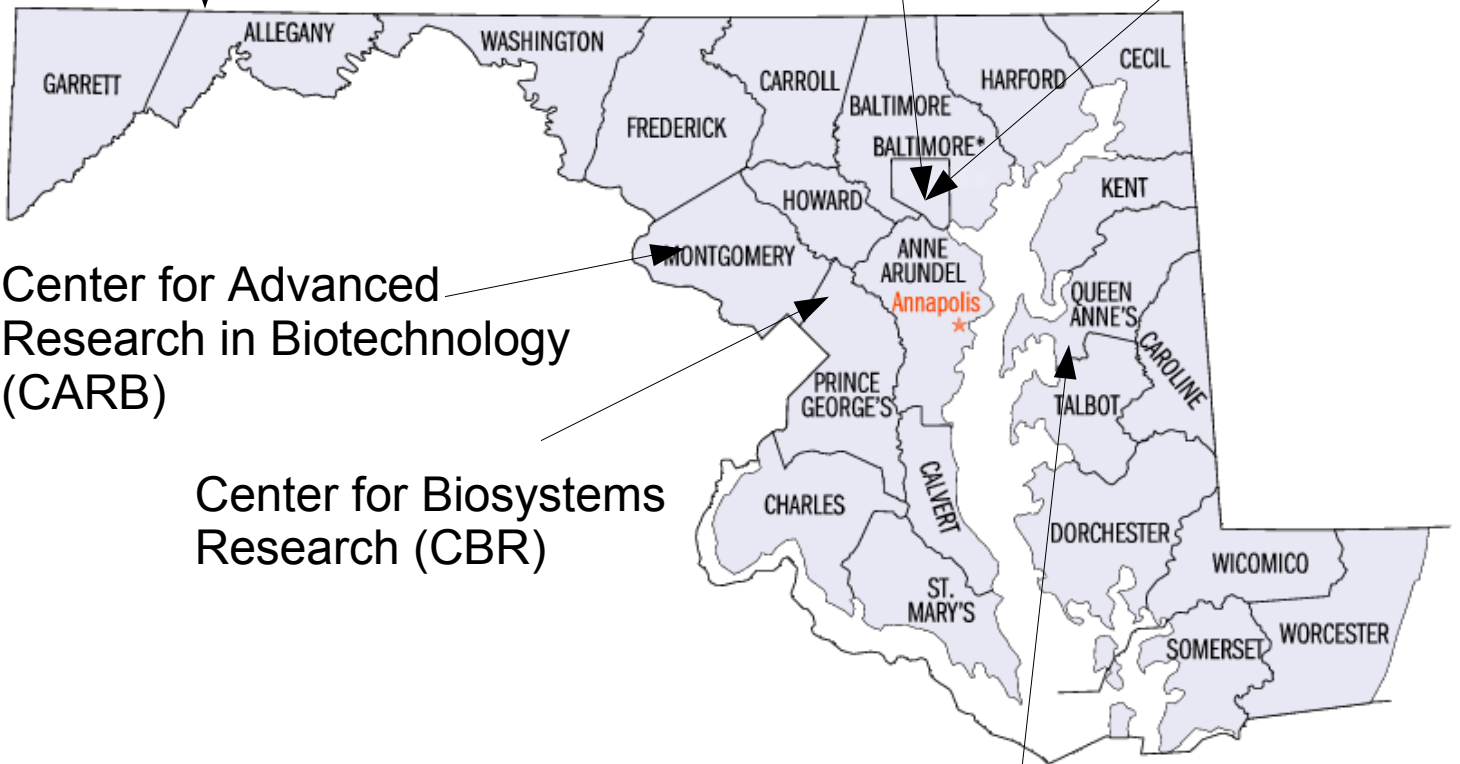 ALLEGANY
WASHINGTON
GARRETT
CARROLL
CECIL
HARFORD
BALTIMORE
FREDERICK
BALTIMORE*
KENT
HOWARD
MONTGOMERY
ANNE
ARUNDEL
Annapolis
QUEEN
ANNE'S
CAROLINE
Center for Advanced
Research in Biotechnology
(CARB)
PRINCE
GEORGE'S
TALBOT
Center for Biosystems
Research (CBR)
CHARLES
CALVERT
DORCHESTER
WICOMICO
ST.
MARY'S
SOMERSET
WORCESTER